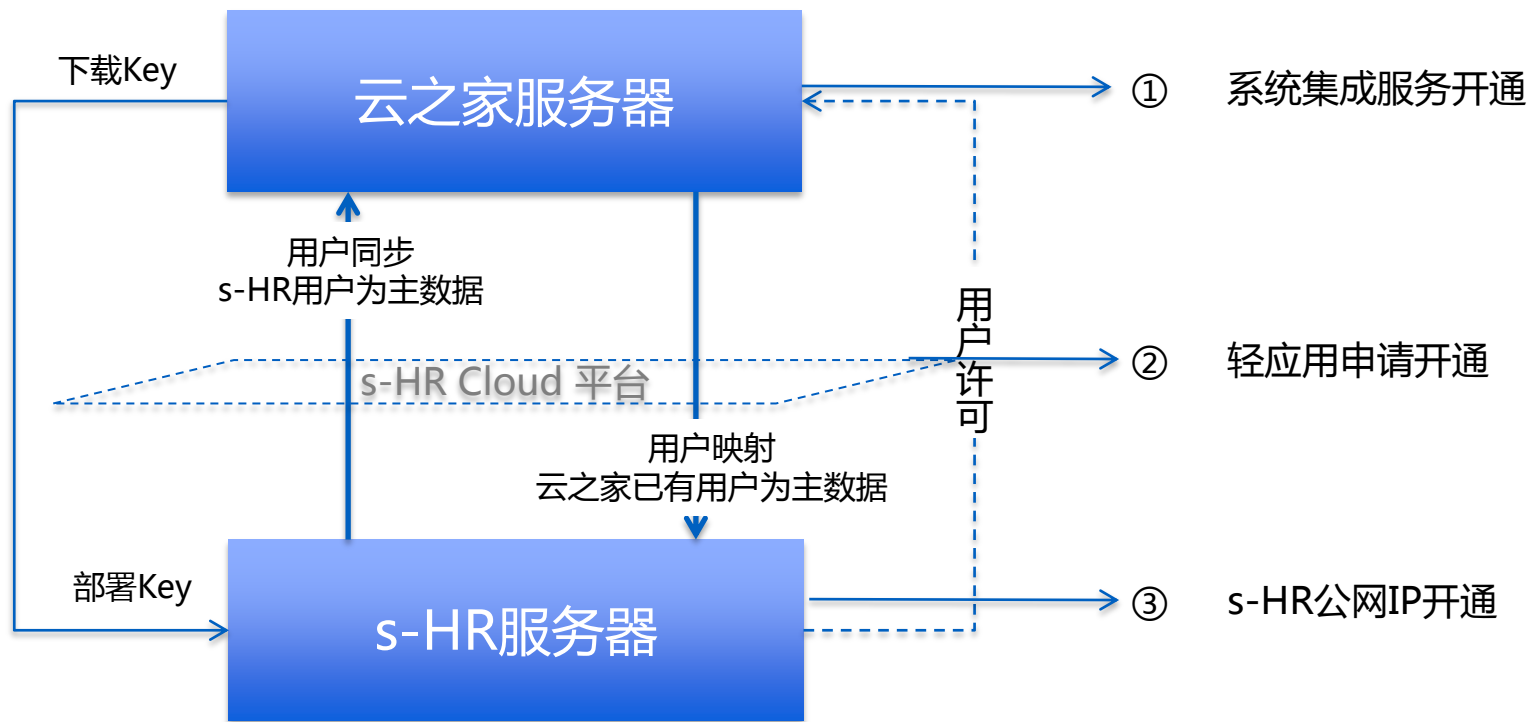 下载Key
云之家服务器
①
系统集成服务开通
用户同步
s-HR用户为主数据
用户许可
s-HR Cloud 平台
②
轻应用申请开通
用户映射
云之家已有用户为主数据
部署Key
s-HR服务器
③
s-HR公网IP开通